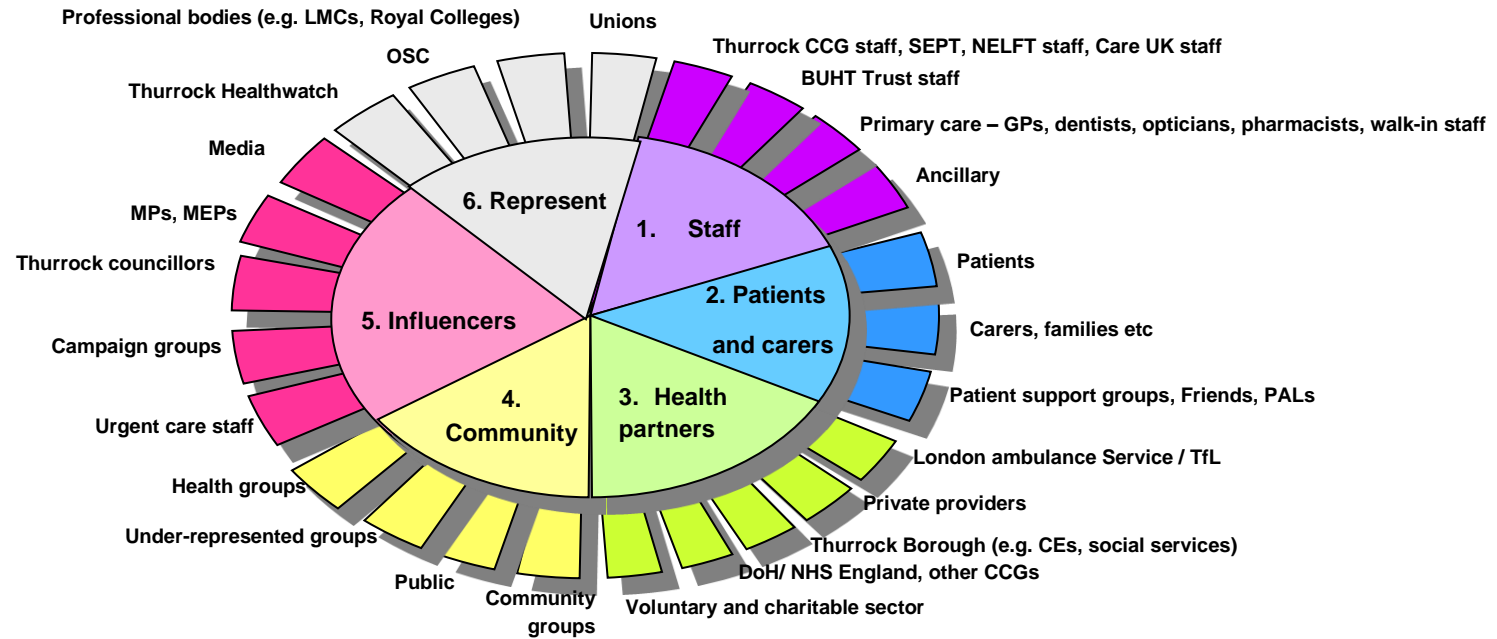 Professional bodies (e.g. LMCs, Royal Colleges)
Unions
OSC
Thurrock CCG staff, SEPT, NELFT staff, Care UK staff
BUHT Trust staff
Thurrock Healthwatch
Primary care – GPs, dentists, opticians, pharmacists, walk-in staff
Media
Ancillary
6. Represent
1. Staff
MPs, MEPs
Thurrock councillors
Patients
2. Patients
and carers
5. Influencers
Carers, families etc
Campaign groups
Patient support groups, Friends, PALs
4.
Community
3. Health
partners
Urgent care staff
London ambulance Service / TfL
Health groups
Private providers
Under-represented groups
Thurrock Borough (e.g. CEs, social services)
DoH/ NHS England, other CCGs
Public
Community
groups
Voluntary and charitable sector